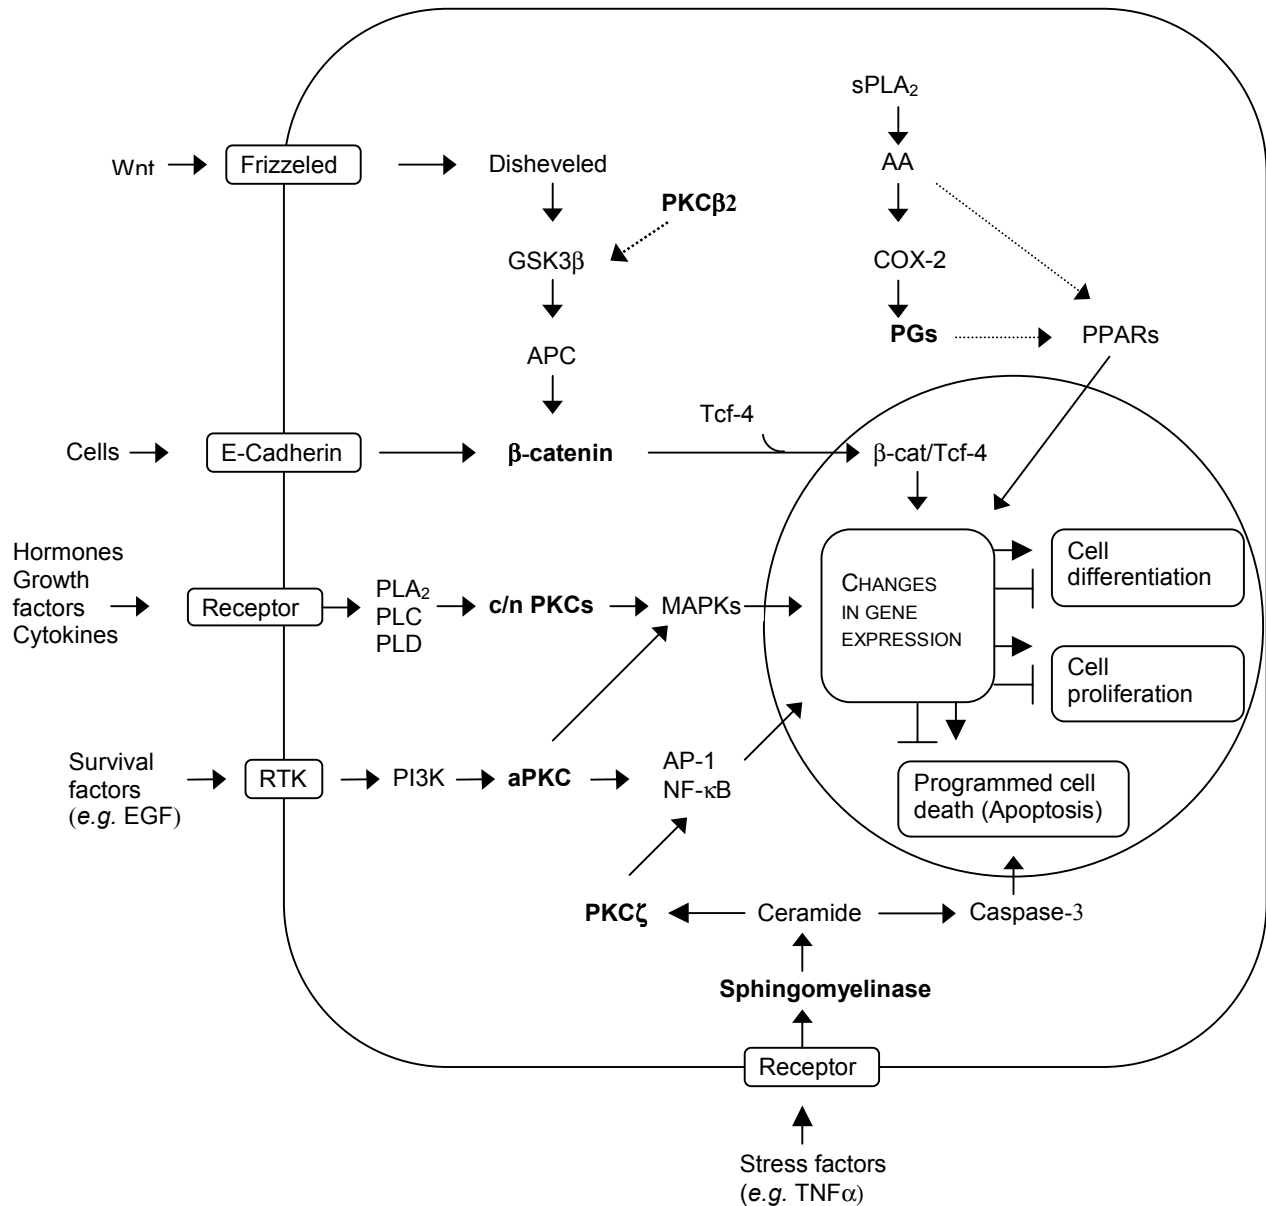 sPLA₂
Wnt
Frizzeled
Disheveled
AA
PKCβ2
GSK3β
COX-2
PGs
PPARs
APC
Tcf-4
Cells
E-Cadherin
β-catenin
β-cat/Tcf-4
Hormones
Growth
factors
Cytokines
Receptor
PLA₂
PLC
PLD
c/n PKCs
MAPKs
CHANGES
IN GENE
EXPRESSION
Cell
differentiation
Cell
proliferation
Survival
factors
(e.g. EGF)
RTK
PI3K
aPKC
AP-1
NF-κB
Programmed cell
death (Apoptosis)
PKCζ
Ceramide
Caspase-3
Sphingomyelinase
Receptor
Stress factors
(e.g. TNFα)